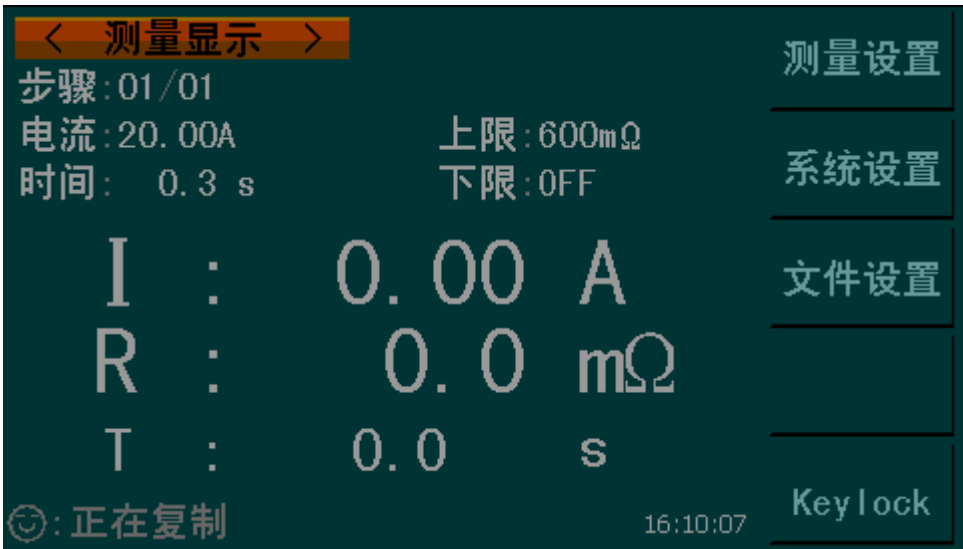 < 测量显示 >
步骤:01/01
电流:20.00A 上限:600mΩ
时间: 0.3 s 下限:OFF
I : 0.00 A
R : 0.0 mΩ
T : 0.0 s
:正在复制 16:10:07
测量设置
系统设置
文件设置
Keylock